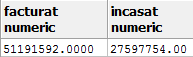 facturat incasat
numeric numeric
51191592.0000 27597754.00